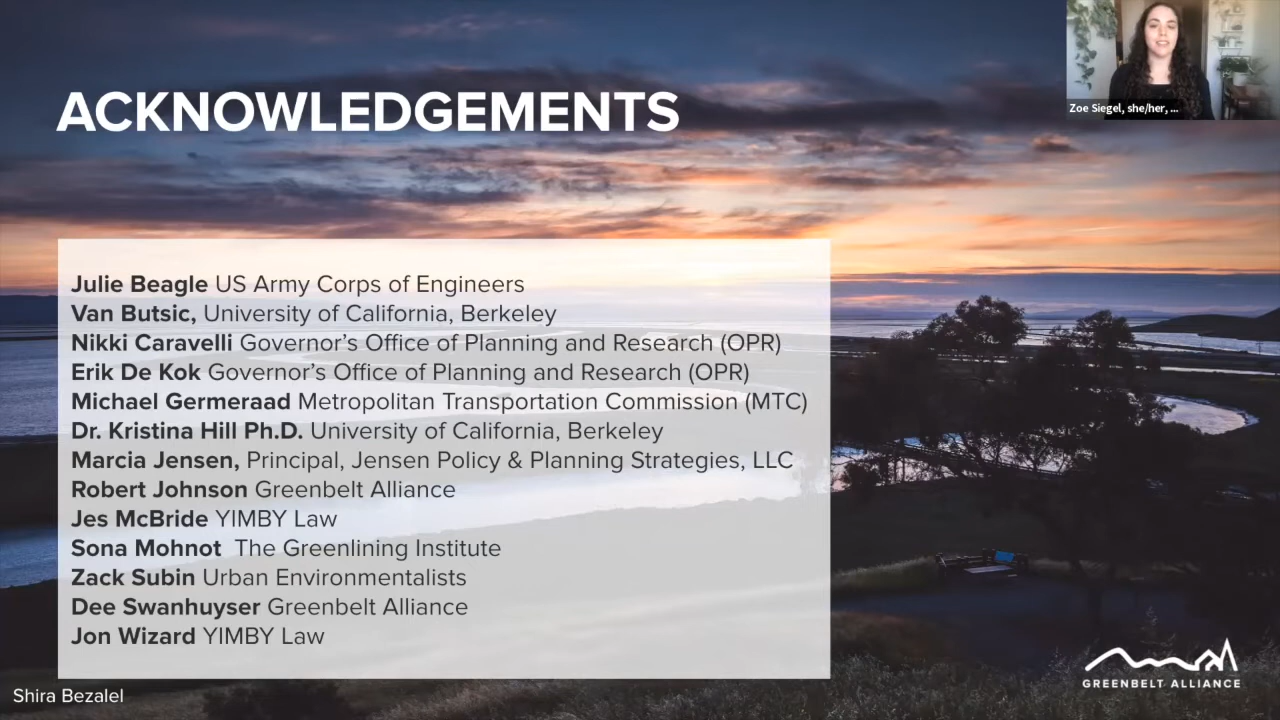 Zoe Siegel, she/her, ...
ACKNOWLEDGEMENTS
Julie Beagle US Army Corps of Engineers
Van Butsic, University of California, Berkeley
Nikki Caravelli Governor’s Office of Planning and Research (OPR)
Erik De Kok Governor’s Office of Planning and Research (OPR)
Michael Germeraad Metropolitan Transportation Commission (MTC)
Dr. Kristina Hill Ph.D. University of California, Berkeley
Marcia Jensen, Principal, Jensen Policy & Planning Strategies, LLC
Robert Johnson Greenbelt Alliance
Jes McBride YIMBY Law
Sona Mohnot  The Greenlining Institute
Zack Subin Urban Environmentalists
Dee Swanhuyser Greenbelt Alliance
Jon Wizard YIMBY Law
Shira Bezalel
GREENBELT ALLIANCE